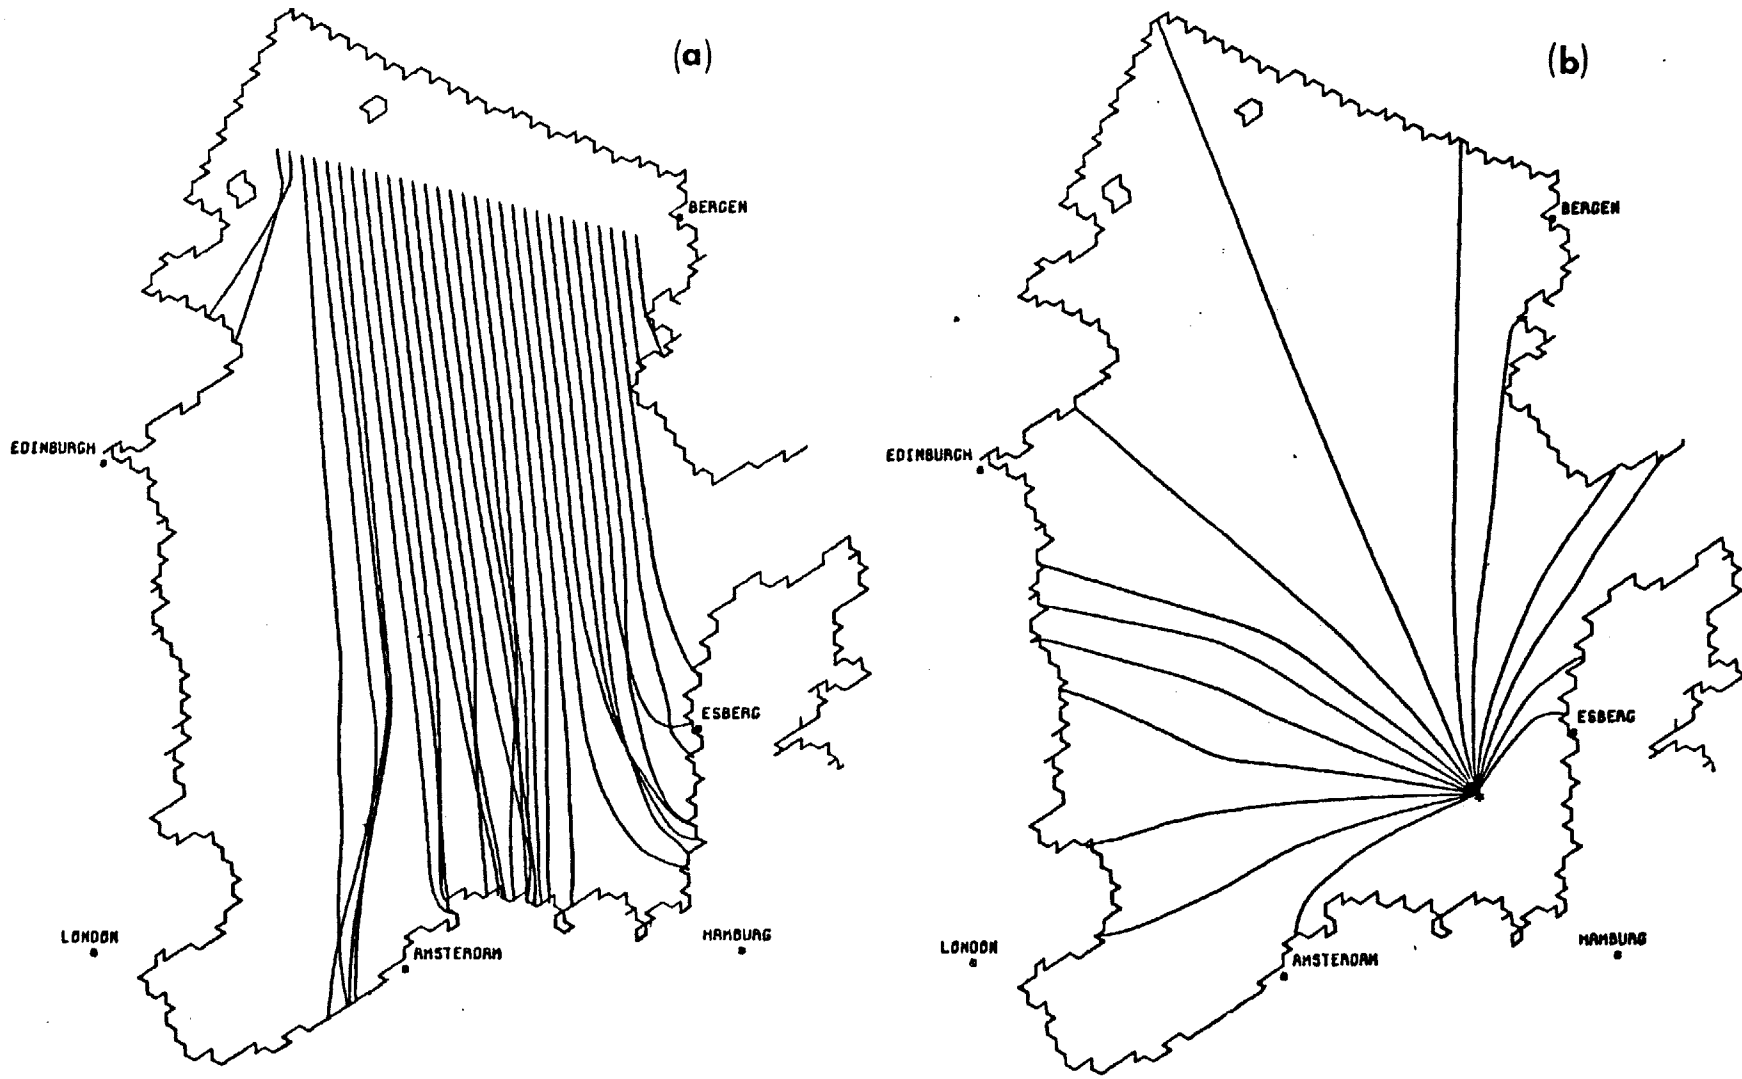 (a)
BERGEN
EDINBURGH
ESBERG
LONDON
AMSTERDAM
HAMBURG
(b)
BERGEN
EDINBURGH
ESBERG
LONDON
AMSTERDAM
HAMBURG